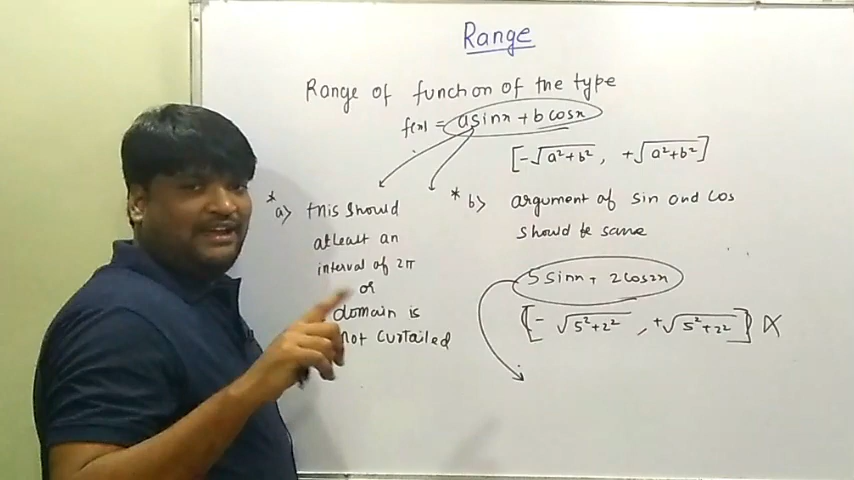 Range
Range of function of the type
f(x) = a sinx + b cosx
[-√a²+b² , +√a²+b²]
* a> this should
atleast an
interval of 2π
or
domain is
not curtailed
* b> argument of sin and cos
should be same
5 sinx + 2 cos2x
[-√5²+2² , +√5²+2²] X